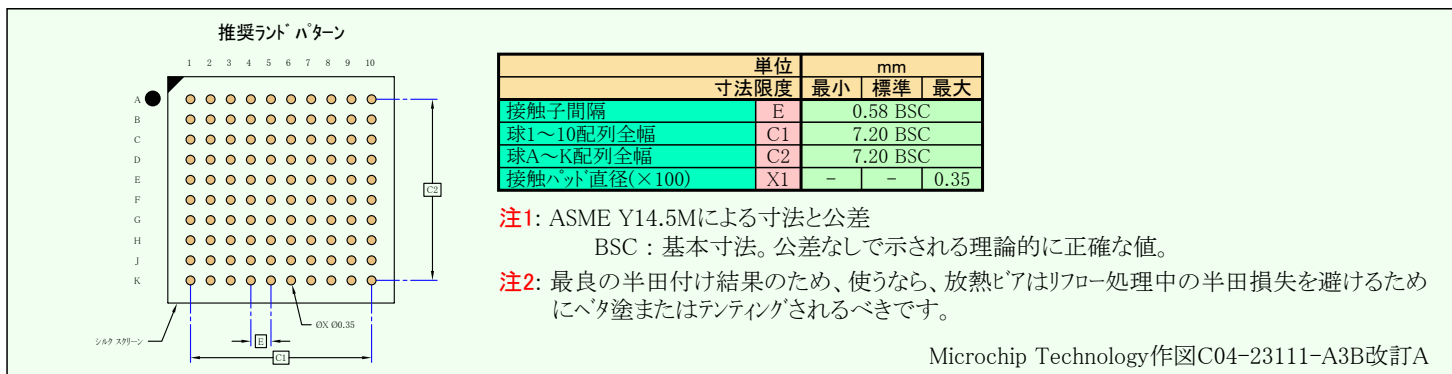 推奨ランド パターン
1 2 3 4 5 6 7 8 9 10
A
B
C
D
E
F
G
H
J
K
C2
ØX Ø0.35
E
C1
シルク スクリーン
単位 mm
寸法限度 最小 標準 最大
接触子間隔 E 0.58 BSC
球1～10配列全幅 C1 7.20 BSC
球A～K配列全幅 C2 7.20 BSC
接触パッド直径(×100) X1 - - 0.35
注1: ASME Y14.5Mによる寸法と公差
BSC : 基本寸法。公差なしで示される理論的に正確な値。
注2: 最良の半田付け結果のため、使うなら、放熱ビアはリフロー処理中の半田損失を避けるため
にベタ塗またはテンティングされるべきです。
Microchip Technology作図C04-23111-A3B改訂A